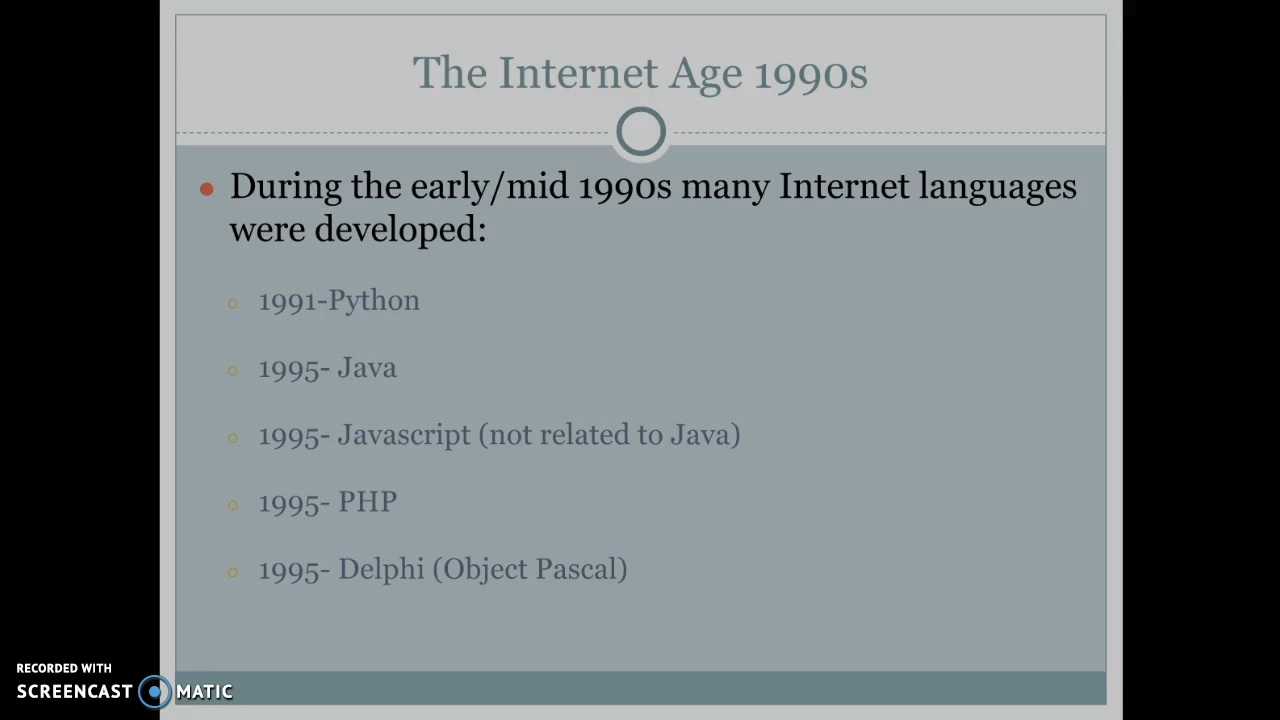 The Internet Age 1990s
During the early/mid 1990s many Internet languages
were developed:
1991-Python
1995- Java
1995- Javascript (not related to Java)
1995- PHP
1995- Delphi (Object Pascal)
RECORDED WITH
SCREENCAST MATIC